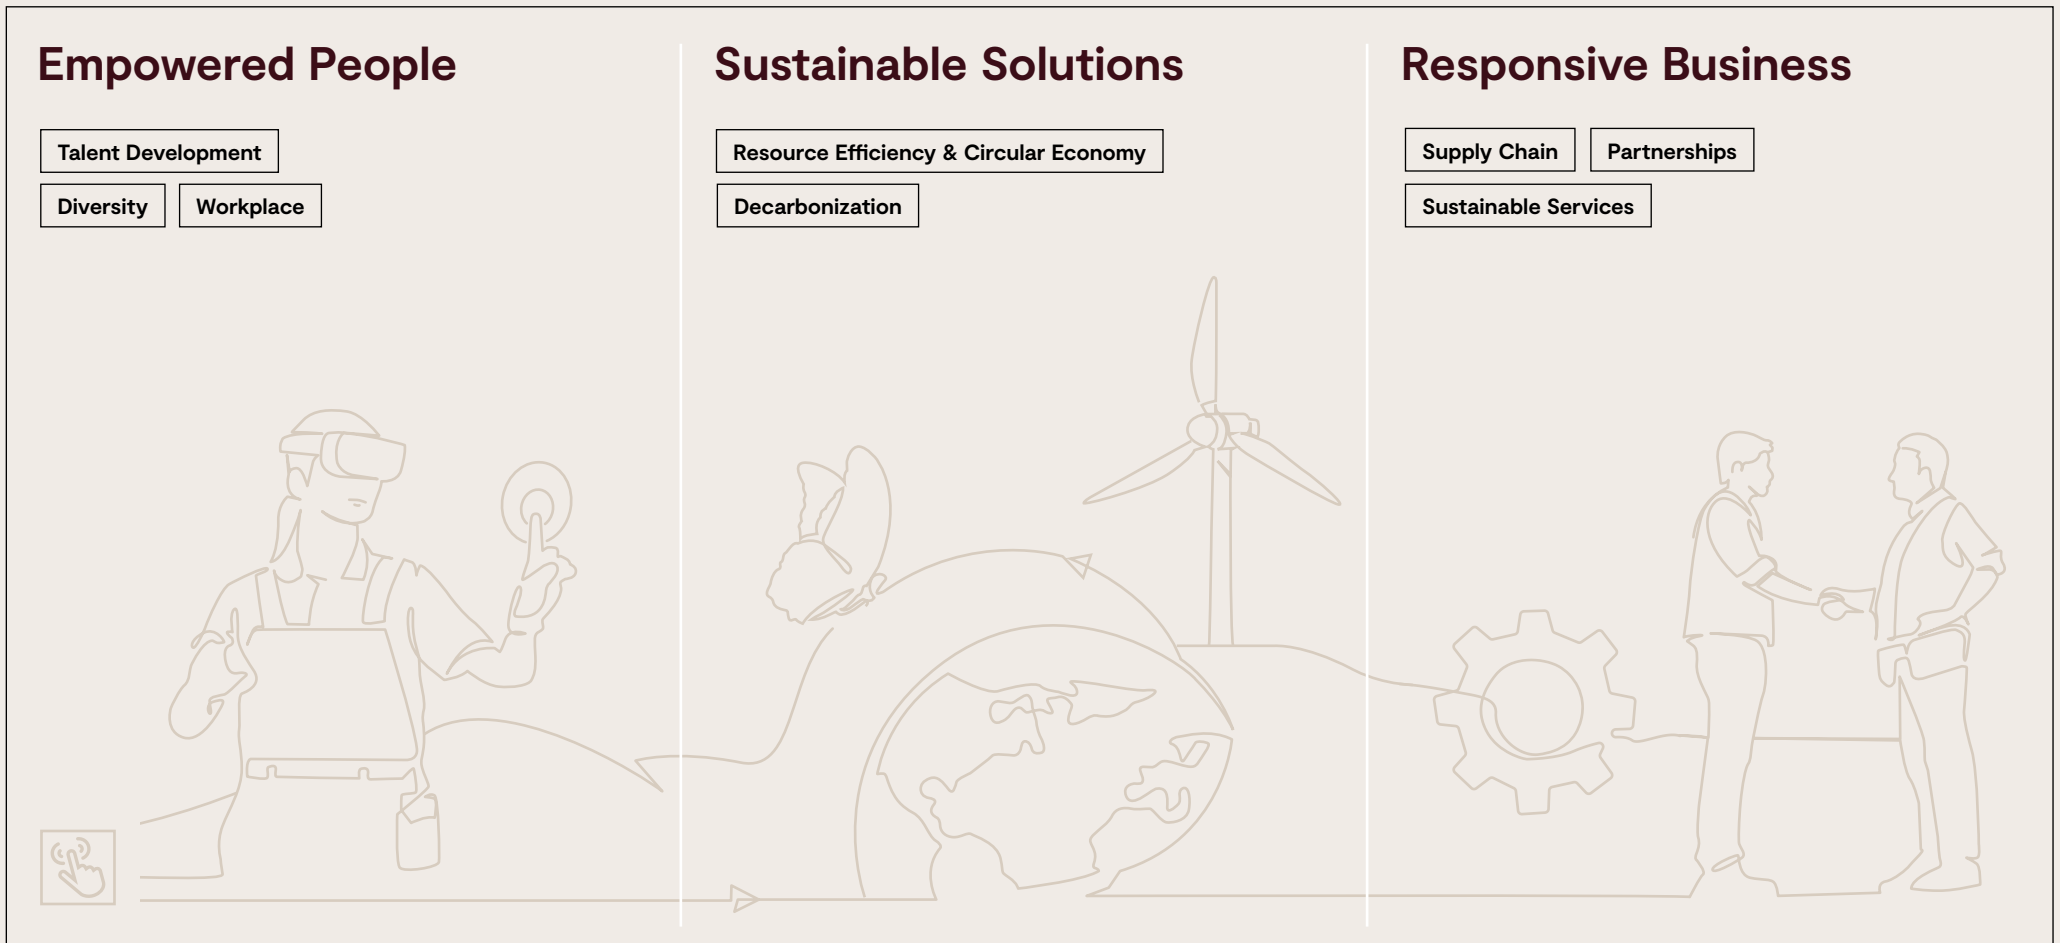 Empowered People
Talent Development
Diversity
Workplace
Sustainable Solutions
Resource Efficiency & Circular Economy
Decarbonization
Responsive Business
Supply Chain
Partnerships
Sustainable Services